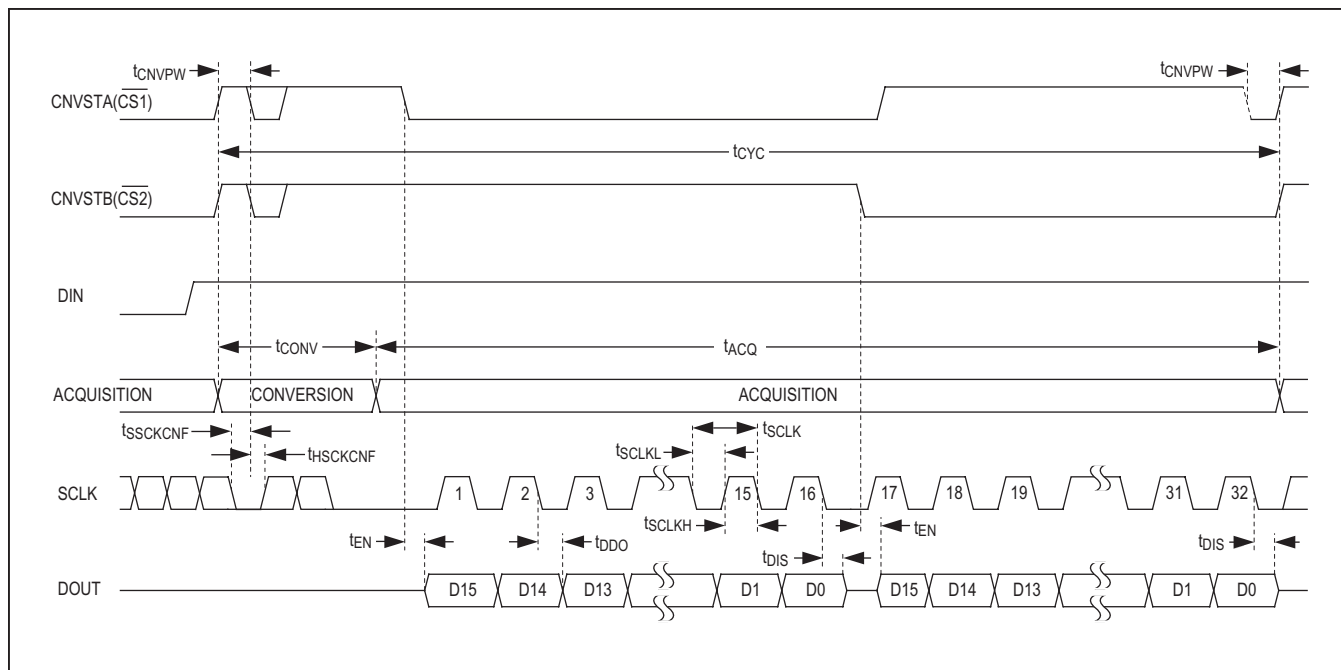 tCNVPW
tCNVPW
CNVSTA(CS1)
tCYC
CNVSTB(CS2)
DIN
tCONV
tACQ
ACQUISITION
CONVERSION
ACQUISITION
tSSCKCNF
tHSCKCNF
tSCLK
tSCLKL
SCLK
1
2
3
15
16
17
18
19
31
32
tSCLKH
tEN
tDDO
tDIS
tEN
tDIS
DOUT
D15
D14
D13
D1
D0
D15
D14
D13
D1
D0